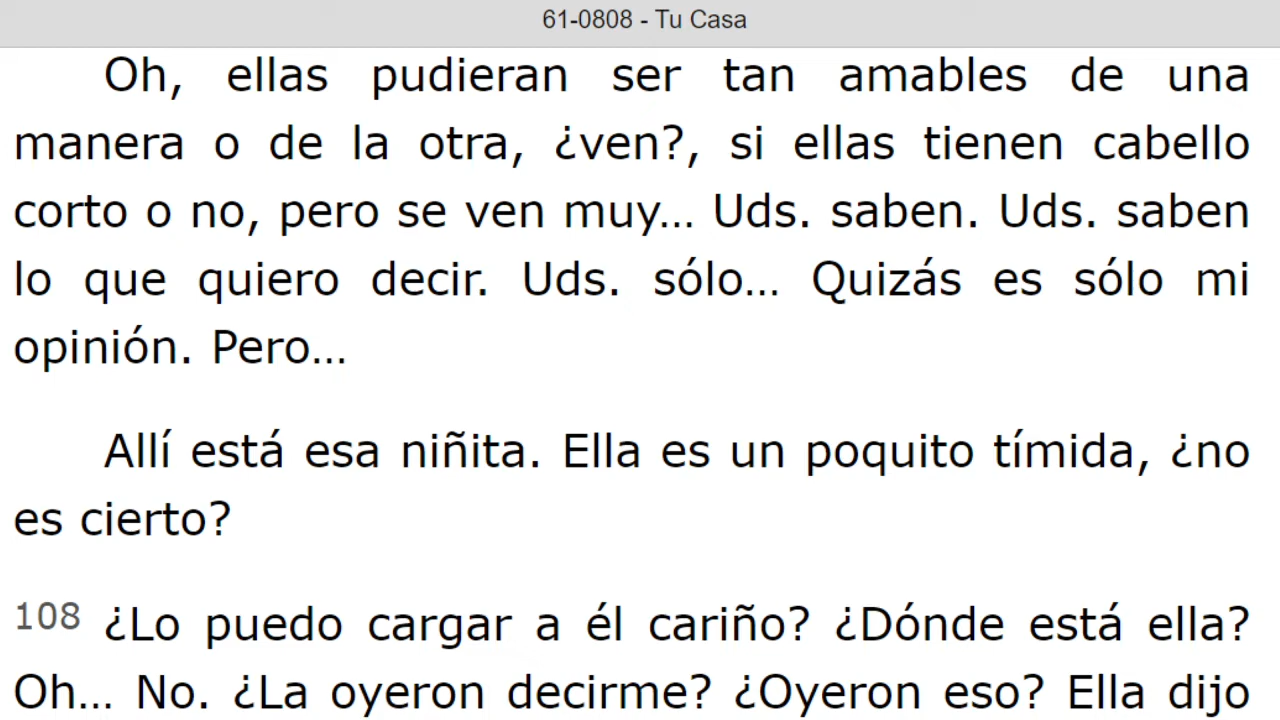 61-0808 - Tu Casa
Oh, ellas pudieran ser tan amables de una
manera o de la otra, ¿ven?, si ellas tienen cabello
corto o no, pero se ven muy… Uds. saben. Uds. saben
lo que quiero decir. Uds. sólo… Quizás es sólo mi
opinión. Pero…
Allí está esa niñita. Ella es un poquito tímida, ¿no
es cierto?
108 ¿Lo puedo cargar a él cariño? ¿Dónde está ella?
Oh… No. ¿La oyeron decirme? ¿Oyeron eso? Ella dijo